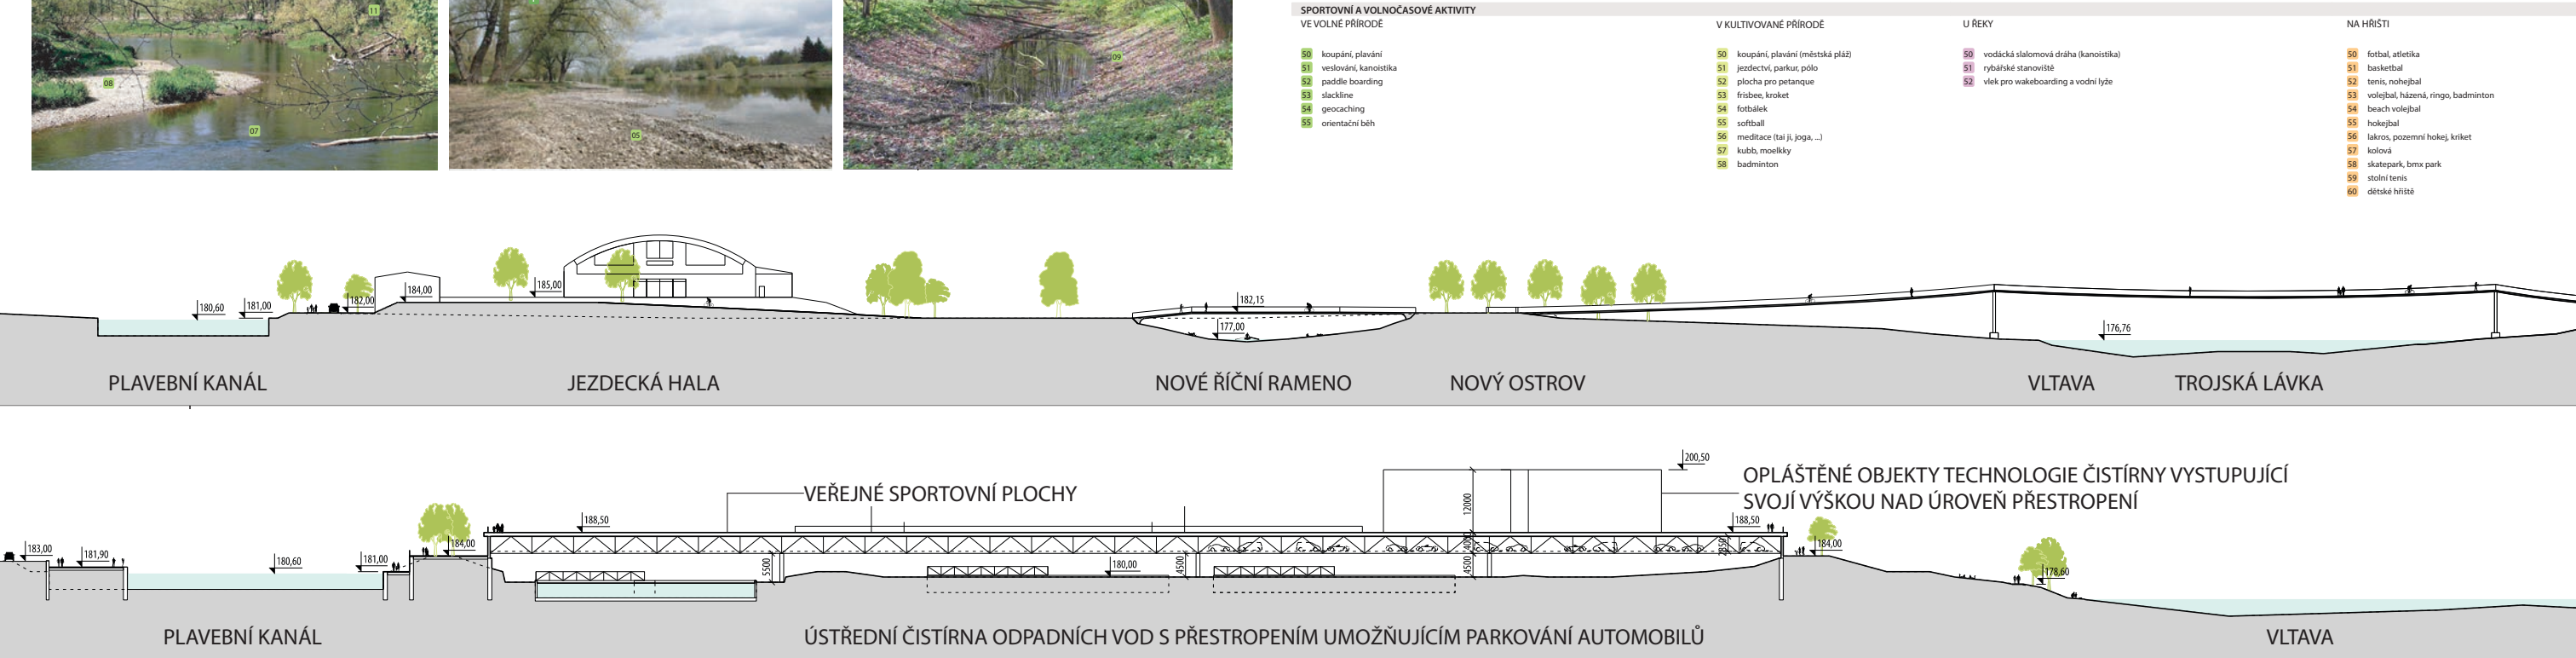 11
08
07
05
09
SPORTOVNÍ A VOLNOČASOVÉ AKTIVITY
VE VOLNÉ PŘÍRODĚ
50 koupání, plavání
51 veslování, kanoistika
52 paddle boarding
53 slackline
54 geocaching
55 orientační běh
V KULTIVOVANÉ PŘÍRODĚ
50 koupání, plavání (městská pláž)
51 jezdectví, parkur, pólo
52 plocha pro petanque
53 frisbee, kroket
54 fotbálek
55 softball
56 meditace (tai ji, joga, ...)
57 kubb, moelkky
58 badminton
U ŘEKY
50 vodácká slalomová dráha (kanoistika)
51 rybářské stanoviště
52 vlek pro wakeboarding a vodní lyže
NA HŘIŠTI
50 fotbal, atletika
51 basketbal
52 tenis, nohejbal
53 volejbal, házená, ringo, badminton
54 beach volejbal
55 hokejbal
56 lakros, pozemní hokej, kriket
57 kolová
58 skatepark, bmx park
59 stolní tenis
60 dětské hřiště
180,60
181,00
182,00
184,00
185,00
182,15
177,00
176,76
PLAVEBNÍ KANÁL
JEZDECKÁ HALA
NOVÉ ŘÍČNÍ RAMENO
NOVÝ OSTROV
VLTAVA
TROJSKÁ LÁVKA
VEŘEJNÉ SPORTOVNÍ PLOCHY
200,50
OPLÁŠTĚNÉ OBJEKTY TECHNOLOGIE ČISTÍRNY VYSTUPUJÍCÍ
SVOJÍ VÝŠKOU NAD ÚROVEŇ PŘESTROPENÍ
12000
183,00
181,90
180,60
181,00
184,00
188,50
5500
4500
180,00
4500
188,50
184,00
178,60
PLAVEBNÍ KANÁL
ÚSTŘEDNÍ ČISTÍRNA ODPADNÍCH VOD S PŘESTROPENÍM UMOŽŇUJÍCÍM PARKOVÁNÍ AUTOMOBILŮ
VLTAVA